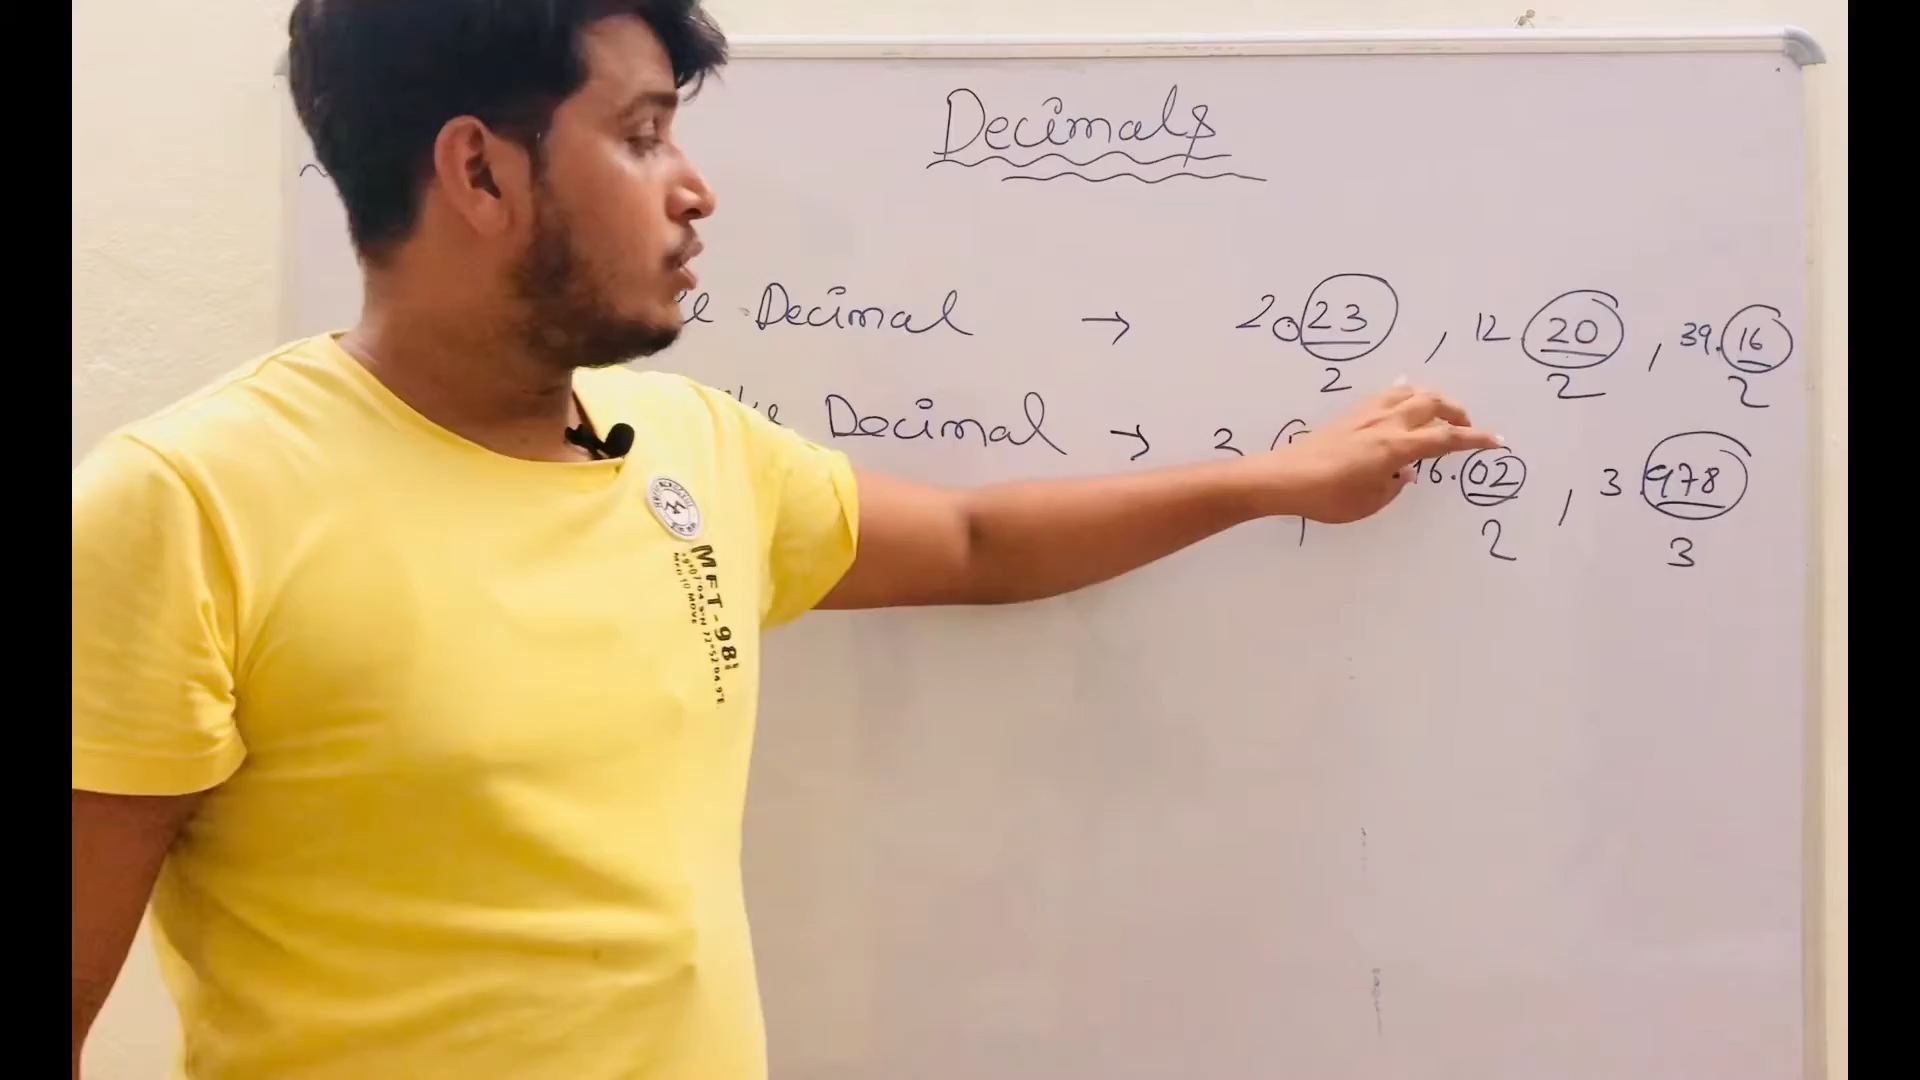 Decimals
Decimal → 2.23, 12.20, 39.16
2 2 2
Decimal → 16.02, 3.978
2 3
MFT-98